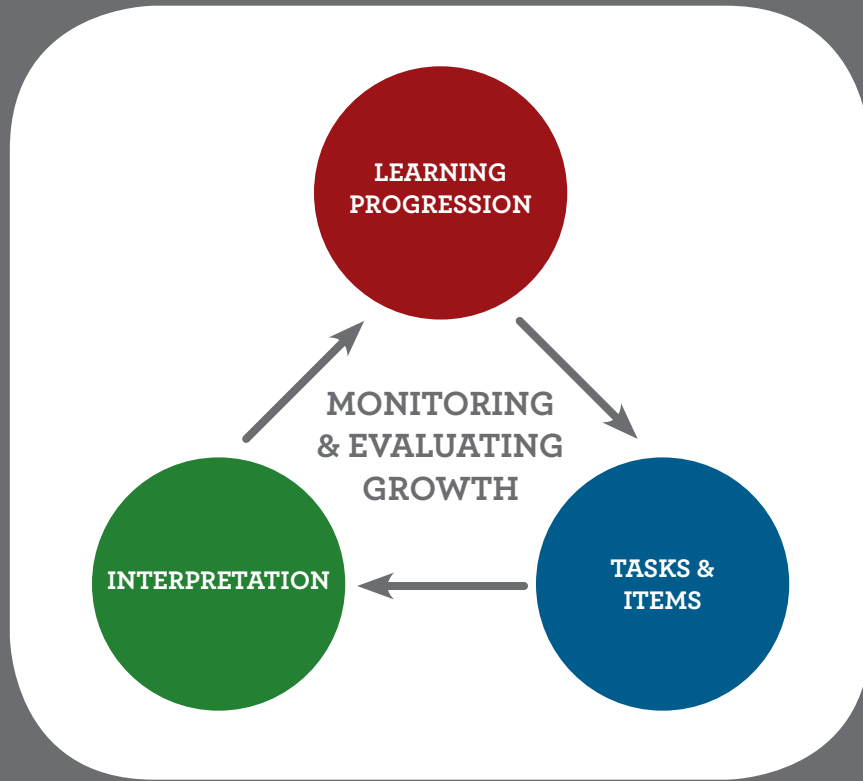 LEARNING
PROGRESSION
MONITORING
& EVALUATING
GROWTH
INTERPRETATION
TASKS &
ITEMS